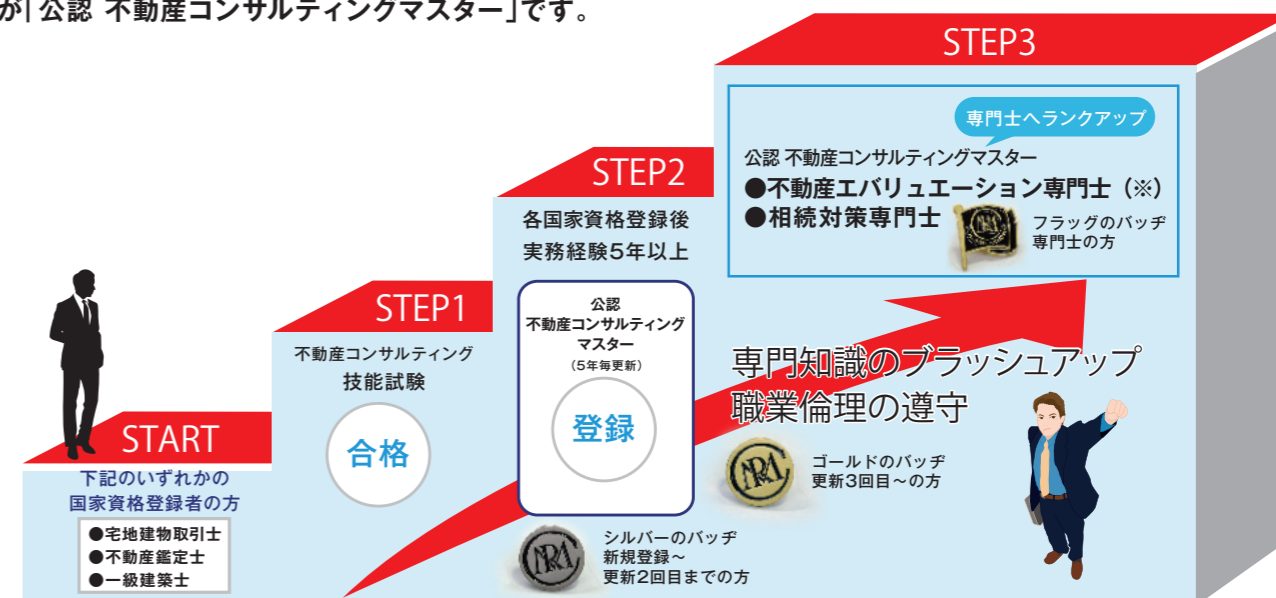 が「公認 不動産コンサルティングマスター」です。
START
下記のいずれかの
国家資格登録者の方
●宅地建物取引士
●不動産鑑定士
●一級建築士
STEP1
不動産コンサルティング
技能試験
合格
STEP2
各国家資格登録後
実務経験5年以上
公認
不動産コンサルティング
マスター
(5年毎更新)
登録
シルバーのバッヂ
新規登録～
更新2回目までの方
STEP3
専門士へランクアップ
公認 不動産コンサルティングマスター
●不動産エバリュエーション専門士（※）
●相続対策専門士
フラッグのバッヂ
専門士の方
専門知識のブラッシュアップ
職業倫理の遵守
ゴールドのバッヂ
更新3回目～の方